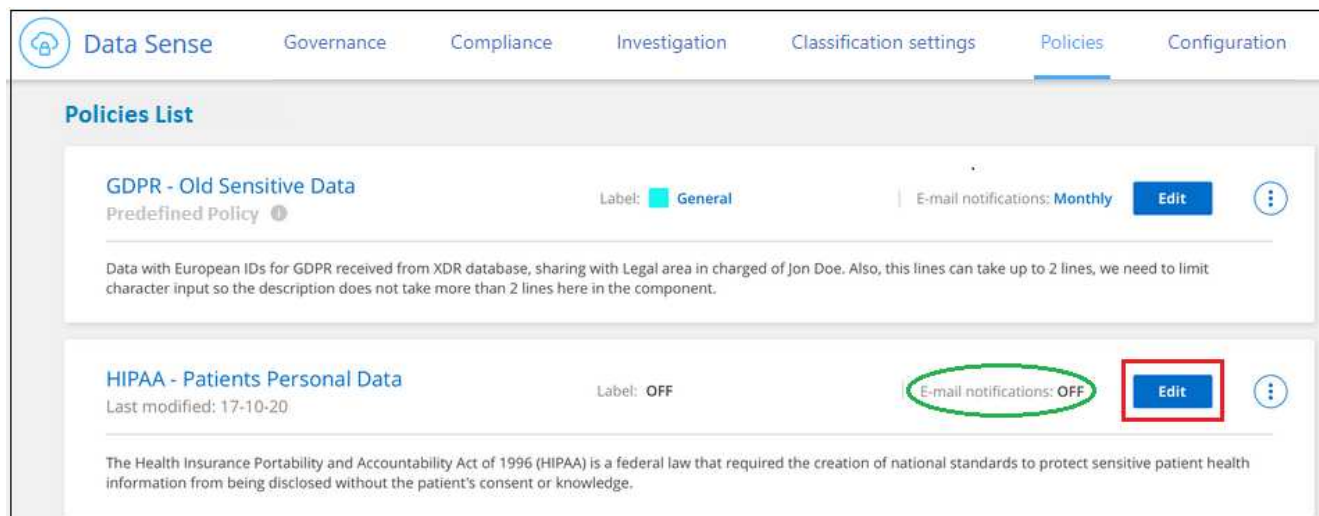 Data Sense Governance Compliance Investigation Classification settings Policies Configuration
Policies List
GDPR - Old Sensitive Data Label: General E-mail notifications: Monthly Edit
Predefined Policy i
Data with European IDs for GDPR received from XDR database, sharing with Legal area in charged of Jon Doe. Also, this lines can take up to 2 lines, we need to limit
character input so the description does not take more than 2 lines here in the component.
HIPAA - Patients Personal Data Label: OFF E-mail notifications: OFF Edit
Last modified: 17-10-20
The Health Insurance Portability and Accountability Act of 1996 (HIPAA) is a federal law that required the creation of national standards to protect sensitive patient health
information from being disclosed without the patient's consent or knowledge.